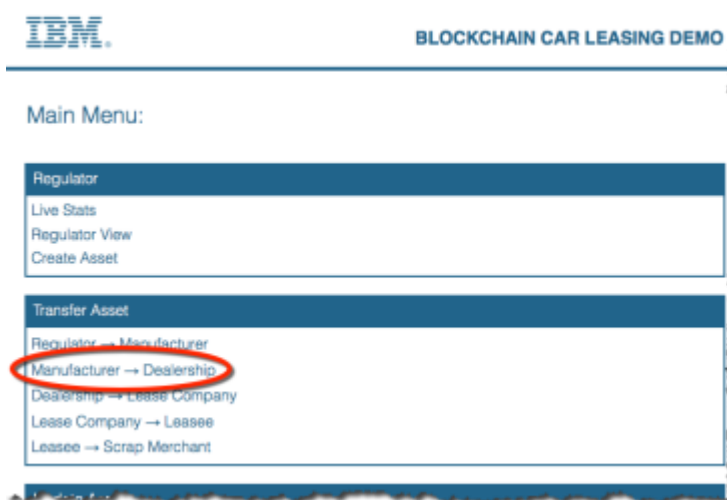 IBM.
BLOCKCHAIN CAR LEASING DEMO
Main Menu:
Regulator
Live Stats
Regulator View
Create Asset
Transfer Asset
Regulator → Manufacturer
Manufacturer → Dealership
Dealership → Lease Company
Lease Company → Leasee
Leasee → Scrap Merchant